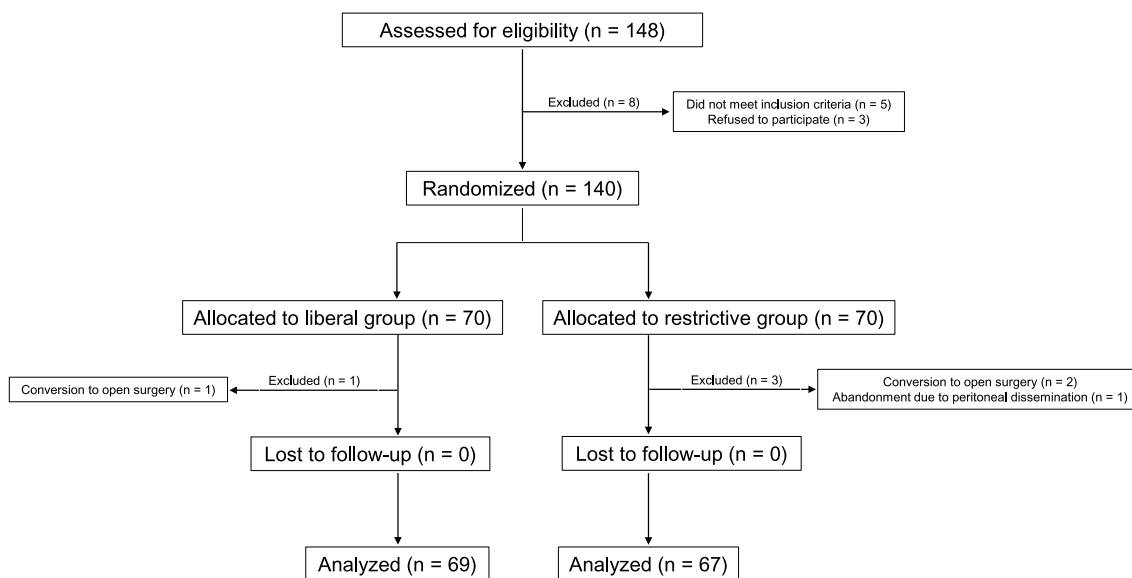 Assessed for eligibility (n = 148)
Excluded (n = 8)
Did not meet inclusion criteria (n = 5)
Refused to participate (n = 3)
Randomized (n = 140)
Allocated to liberal group (n = 70)
Allocated to restrictive group (n = 70)
Conversion to open surgery (n = 1)
Excluded (n = 1)
Excluded (n = 3)
Conversion to open surgery (n = 2)
Abandonment due to peritoneal dissemination (n = 1)
Lost to follow-up (n = 0)
Lost to follow-up (n = 0)
Analyzed (n = 69)
Analyzed (n = 67)